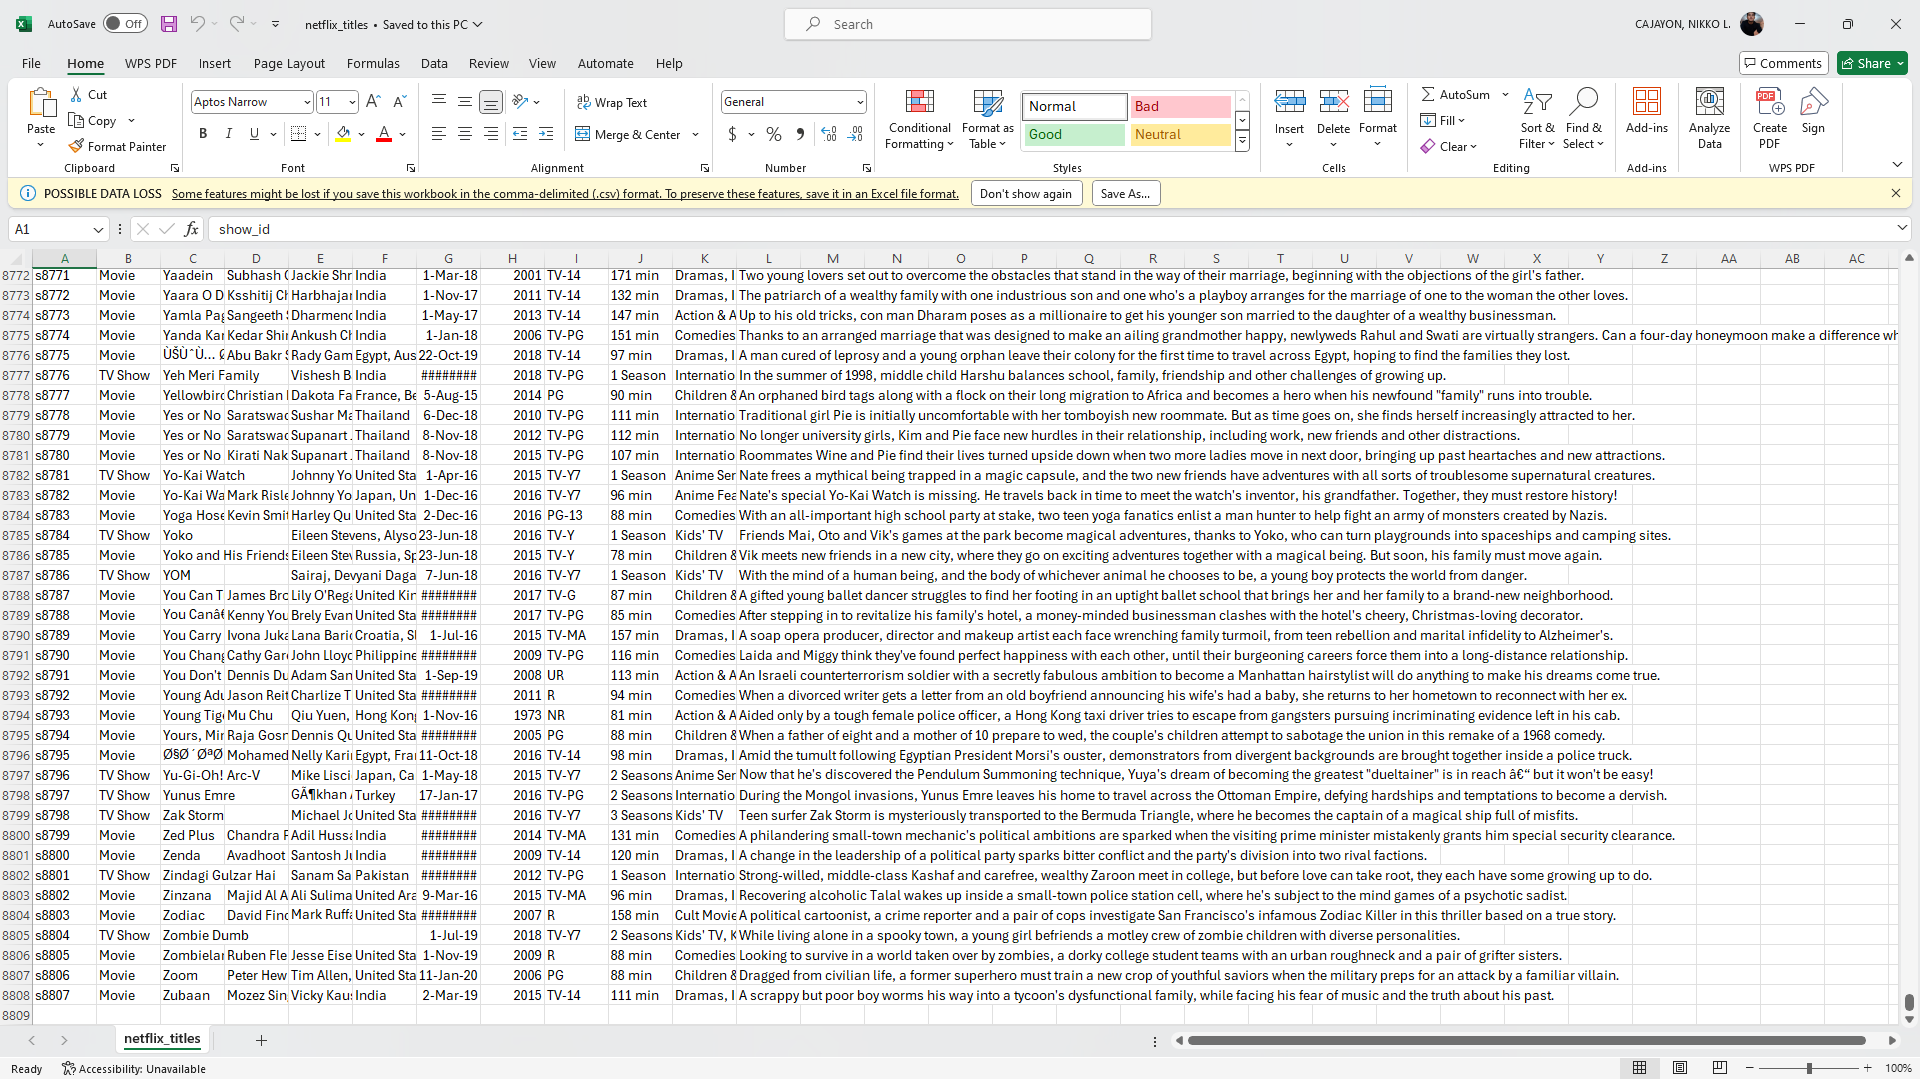 AutoSave Off netflix_titles • Saved to this PC Search CAJAYON, NIKKO L.
File Home WPS PDF Insert Page Layout Formulas Data Review View Automate Help Comments Share
Paste Cut Copy Format Painter Clipboard
Aptos Narrow 11 B I U A Font
Wrap Text Merge & Center Alignment
General $ % , Number
Conditional Formatting Format as Table Normal Bad Good Neutral Styles
Insert Delete Format Cells
AutoSum Fill Clear Sort & Filter Find & Select Editing
Add-ins Add-ins
Analyze Data
Create PDF Sign WPS PDF
POSSIBLE DATA LOSS Some features might be lost if you save this workbook in the comma-delimited (.csv) format. To preserve these features, save it in an Excel file format. Don't show again Save As...
A1 fx show_id
A B C D E F G H I J K L M N O P Q R S T U V W X Y Z AA AB AC
8772 s8771 Movie Yaadein Subhash Jackie Shr India 1-Mar-18 2001 TV-14 171 min Dramas, I Two young lovers set out to overcome the obstacles that stand in the way of their marriage, beginning with the objections of the girl's father.
8773 s8772 Movie Yaara O D Ksshitij Ch Harbhajan India 1-Nov-17 2011 TV-14 132 min Dramas, I The patriarch of a wealthy family with one industrious son and one who's a playboy arranges for the marriage of one to the woman the other loves.
8774 s8773 Movie Yamla Pag Sangeeth S Dharmend India 1-May-17 2013 TV-14 147 min Action & A Up to his old tricks, con man Dharam poses as a millionaire to get his younger son married to the daughter of a wealthy businessman.
8775 s8774 Movie Yanda Kar Kedar Shin Ankush Ch India 1-Jan-18 2006 TV-PG 151 min Comedies Thanks to an arranged marriage that was designed to make an ailing grandmother happy, newlyweds Rahul and Swati are virtually strangers. Can a four-day honeymoon make a difference wh
8776 s8775 Movie Abu Bakr S Rady Gam Egypt, Aus 22-Oct-19 2018 TV-14 97 min Dramas, I A man cured of leprosy and a young orphan leave their colony for the first time to travel across Egypt, hoping to find the families they lost.
8777 s8776 TV Show Yeh Meri Family Vishesh B India ######## 2018 TV-PG 1 Season Internatio In the summer of 1998, middle child Harshu balances school, family, friendship and other challenges of growing up.
8778 s8777 Movie Yellowbird Christian Dakota Fa France, Be 5-Aug-15 2014 PG 90 min Children & An orphaned bird tags along with a flock on their long migration to Africa and becomes a hero when his newfound "family" runs into trouble.
8779 s8778 Movie Yes or No Saratswad Sushar Ma Thailand 6-Dec-18 2010 TV-PG 111 min Internatio Traditional girl Pie is initially uncomfortable with her tomboyish new roommate. But as time goes on, she finds herself increasingly attracted to her.
8780 s8779 Movie Yes or No Saratswad Supanart Thailand 8-Nov-18 2012 TV-PG 112 min Internatio No longer university girls, Kim and Pie face new hurdles in their relationship, including work, new friends and other distractions.
8781 s8780 Movie Yes or No Kirati Nak Supanart Thailand 8-Nov-18 2015 TV-PG 107 min Internatio Roommates Wine and Pie find their lives turned upside down when two more ladies move in next door, bringing up past heartaches and new attractions.
8782 s8781 TV Show Yo-Kai Watch Johnny Yo United Sta 1-Apr-16 2015 TV-Y7 1 Season Anime Ser Nate frees a mythical being trapped in a magic capsule, and the two new friends have adventures with all sorts of troublesome supernatural creatures.
8783 s8782 Movie Yo-Kai Wa Mark Risle Johnny Yo Japan, Un 1-Dec-16 2016 TV-Y7 96 min Anime Fea Nate's special Yo-Kai Watch is missing. He travels back in time to meet the watch's inventor, his grandfather. Together, they must restore history!
8784 s8783 Movie Yoga Hose Kevin Smit Harley Qu United Sta 2-Dec-16 2016 PG-13 88 min Comedies With an all-important high school party at stake, two teen yoga fanatics enlist a man hunter to help fight an army of monsters created by Nazis.
8785 s8784 TV Show Yoko Eileen Stevens, Alyso 23-Jun-18 2016 TV-Y 1 Season Kids' TV Friends Mai, Oto and Vik's games at the park become magical adventures, thanks to Yoko, who can turn playgrounds into spaceships and camping sites.
8786 s8785 Movie Yoko and His Friends Eileen Stev Russia, Sp 23-Jun-18 2015 TV-Y 78 min Children & Vik meets new friends in a new city, where they go on exciting adventures together with a magical being. But soon, his family must move again.
8787 s8786 TV Show YOM Sairaj, Devyani Daga 7-Jun-18 2016 TV-Y7 1 Season Kids' TV With the mind of a human being, and the body of whichever animal he chooses to be, a young boy protects the world from danger.
8788 s8787 Movie You Can T James Bro Lily O'Rega United Kin ######## 2017 TV-G 87 min Children & A gifted young ballet dancer struggles to find her footing in an uptight ballet school that brings her and her family to a brand-new neighborhood.
8789 s8788 Movie You Canâ€ Kenny You Brely Evan United Sta ######## 2017 TV-PG 85 min Comedies After stepping in to revitalize his family's hotel, a money-minded businessman clashes with the hotel's cheery, Christmas-loving decorator.
8790 s8789 Movie You Carry Ivona Juka Lana Baric Croatia, Sl 1-Jul-16 2015 TV-MA 157 min Dramas, I A soap opera producer, director and makeup artist each face wrenching family turmoil, from teen rebellion and marital infidelity to Alzheimer's.
8791 s8790 Movie You Chang Cathy Gar John Lloyd Philippine ######## 2009 TV-PG 116 min Comedies Laida and Miggy think they've found perfect happiness with each other, until their burgeoning careers force them into a long-distance relationship.
8792 s8791 Movie You Don't Dennis Du Adam San United Sta 1-Sep-19 2008 UR 113 min Action & A An Israeli counterterrorism soldier with a secretly fabulous ambition to become a Manhattan hairstylist will do anything to make his dreams come true.
8793 s8792 Movie Young Adu Jason Reit Charlize T United Sta ######## 2011 R 94 min Comedies When a divorced writer gets a letter from an old boyfriend announcing his wife's had a baby, she returns to her hometown to reconnect with her ex.
8794 s8793 Movie Young Tige Mu Chu Qiu Yuen, Hong Kong 1-Nov-16 1973 NR 81 min Action & A Aided only by a tough female police officer, a Hong Kong taxi driver tries to escape from gangsters pursuing incriminating evidence left in his cab.
8795 s8794 Movie Yours, Min Raja Gosn Dennis Qu United Sta ######## 2005 PG 88 min Children & When a father of eight and a mother of 10 prepare to wed, the couple's children attempt to sabotage the union in this remake of a 1968 comedy.
8796 s8795 Movie Ø§Ø´ØªØ Mohamed Nelly Karin Egypt, Fra 11-Oct-18 2016 TV-14 98 min Dramas, I Amid the tumult following Egyptian President Morsi's ouster, demonstrators from divergent backgrounds are brought together inside a police truck.
8797 s8796 TV Show Yu-Gi-Oh! Arc-V Mike Lisci Japan, Ca 1-May-18 2015 TV-Y7 2 Seasons Anime Ser Now that he's discovered the Pendulum Summoning technique, Yuya's dream of becoming the greatest "dueltainer" is in reach â€“ but it won't be easy!
8798 s8797 TV Show Yunus Emre GÃ¶khan A Turkey 17-Jan-17 2016 TV-PG 2 Seasons Internatio During the Mongol invasions, Yunus Emre leaves his home to travel across the Ottoman Empire, defying hardships and temptations to become a dervish.
8799 s8798 TV Show Zak Storm Michael Jo United Sta ######## 2016 TV-Y7 3 Seasons Kids' TV Teen surfer Zak Storm is mysteriously transported to the Bermuda Triangle, where he becomes the captain of a magical ship full of misfits.
8800 s8799 Movie Zed Plus Chandra P Adil Hussa India ######## 2014 TV-MA 131 min Comedies A philandering small-town mechanic's political ambitions are sparked when the visiting prime minister mistakenly grants him special security clearance.
8801 s8800 Movie Zenda Avadhoot Santosh Ju India ######## 2009 TV-14 120 min Dramas, I A change in the leadership of a political party sparks bitter conflict and the party's division into two rival factions.
8802 s8801 TV Show Zindagi Gulzar Hai Sanam Sa Pakistan ######## 2012 TV-PG 1 Season Internatio Strong-willed, middle-class Kashaf and carefree, wealthy Zaroon meet in college, but before love can take root, they each have some growing up to do.
8803 s8802 Movie Zinzana Majid Al A Ali Sulima United Ara 9-Mar-16 2015 TV-MA 96 min Dramas, I Recovering alcoholic Talal wakes up inside a small-town police station cell, where he's subject to the mind games of a psychotic sadist.
8804 s8803 Movie Zodiac David Finc Mark Ruffa United Sta ######## 2007 R 158 min Cult Movie A political cartoonist, a crime reporter and a pair of cops investigate San Francisco's infamous Zodiac Killer in this thriller based on a true story.
8805 s8804 TV Show Zombie Dumb 1-Jul-19 2018 TV-Y7 2 Seasons Kids' TV, K While living alone in a spooky town, a young girl befriends a motley crew of zombie children with diverse personalities.
8806 s8805 Movie Zombielan Ruben Fle Jesse Eise United Sta 1-Nov-19 2009 R 88 min Comedies Looking to survive in a world taken over by zombies, a dorky college student teams with an urban roughneck and a pair of grifter sisters.
8807 s8806 Movie Zoom Peter Hew Tim Allen, United Sta 11-Jan-20 2006 PG 88 min Children & Dragged from civilian life, a former superhero must train a new crop of youthful saviors when the military preps for an attack by a familiar villain.
8808 s8807 Movie Zubaan Mozez Sin Vicky Kaus India 2-Mar-19 2015 TV-14 111 min Dramas, I A scrappy but poor boy worms his way into a tycoon's dysfunctional family, while facing his fear of music and the truth about his past.
8809
netflix_titles
Ready Accessibility: Unavailable 100%